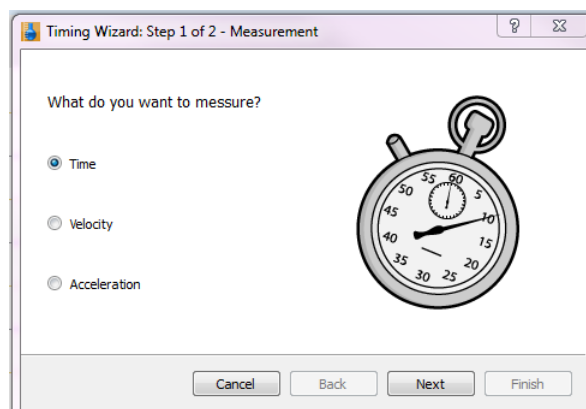 Timing Wizard: Step 1 of 2 - Measurement
What do you want to messure?
Time
Velocity
Acceleration
60
5
10
15
20
25
30
35
40
45
50
55
Cancel Back Next Finish